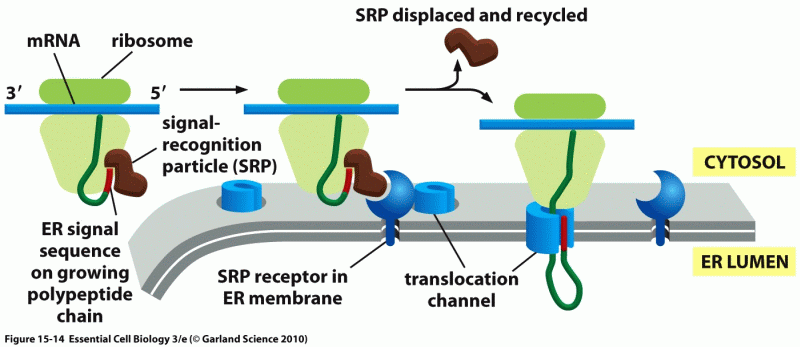 SRP displaced and recycled
mRNA
ribosome
3′
5′
signal-
recognition
particle (SRP)
CYTOSOL
ER signal
sequence
on growing
polypeptide
chain
SRP receptor in
ER membrane
translocation
channel
ER LUMEN
Figure 15-14 Essential Cell Biology 3/e (© Garland Science 2010)